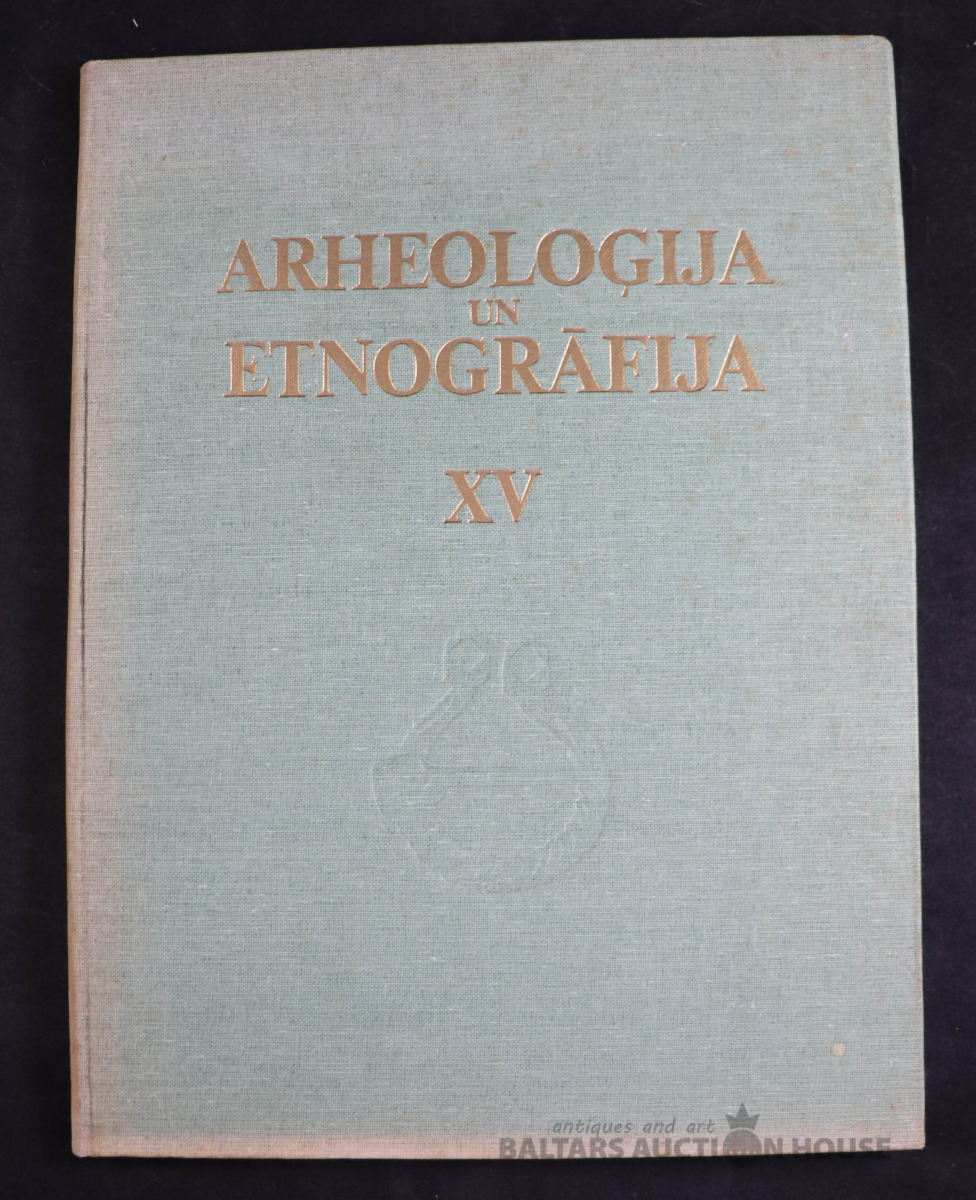 ARHEOLOĢIJA
UN
ETNOGRĀFIJA
XV
antiques and art
BALTARS AUCTION HOUSE